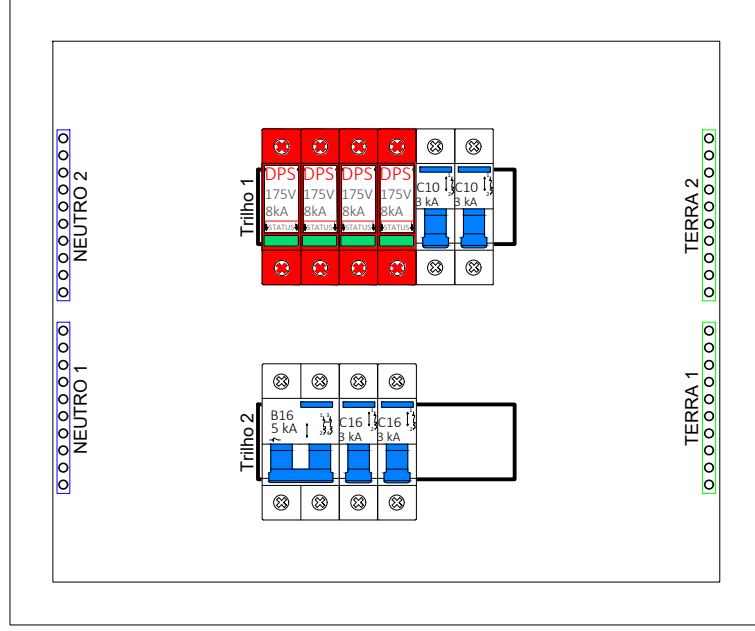 NEUTRO 2
NEUTRO 1
Trilho 1
DPS DPS DPS DPS
175V 175V 175V 175V
8kA 8kA 8kA 8kA
STATUS STATUS STATUS STATUS
C10 C10
3 kA 3 kA
TERRA 2
TERRA 1
Trilho 2
B16
5 kA
C16 C16
3 kA 3 kA